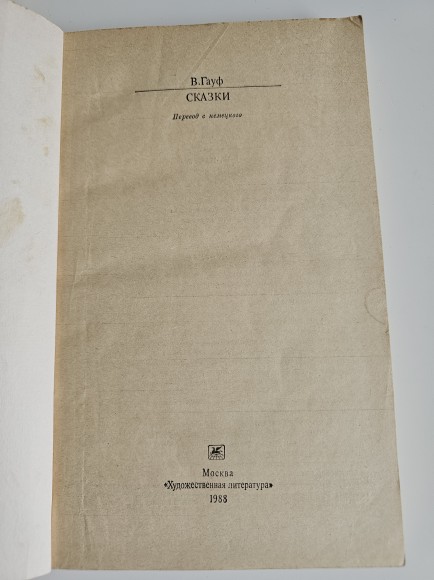 В. Гауф
СКАЗКИ
Перевод с немецкого
Москва
«Художественная литература»
1988